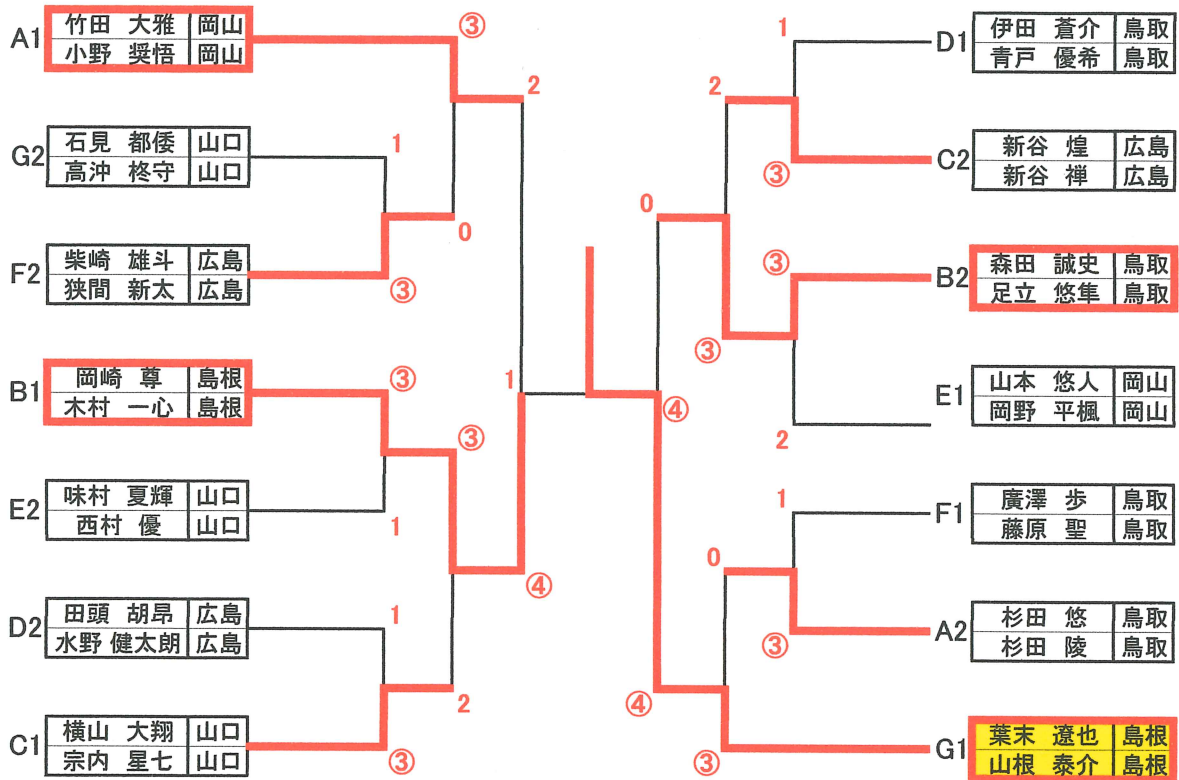 A1
竹田 大雅 岡山
小野 奨悟 岡山
③
2
G2
石見 都倭 山口
高沖 柊守 山口
1
0
F2
柴崎 雄斗 広島
狭間 新太 広島
③
B1
岡崎 尊 島根
木村 一心 島根
③
③
1
E2
味村 夏輝 山口
西村 優 山口
1
④
D2
田頭 胡昂 広島
水野 健太朗 広島
1
2
C1
横山 大翔 山口
宗内 星七 山口
③
1
D1
伊田 蒼介 鳥取
青戸 優希 鳥取
2
C2
新谷 煌 広島
新谷 禅 広島
③
0
B2
森田 誠史 鳥取
足立 悠隼 鳥取
③
③
④
E1
山本 悠人 岡山
岡野 平楓 岡山
2
F1
廣澤 歩 鳥取
藤原 聖 鳥取
1
0
A2
杉田 悠 鳥取
杉田 陵 鳥取
③
④
G1
葉末 遼也 島根
山根 泰介 島根
③